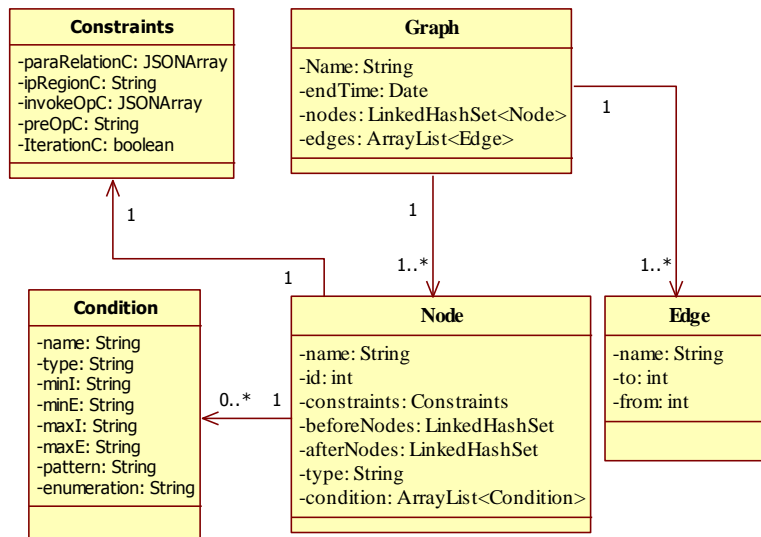 Constraints
-paraRelationC: JSONArray
-ipRegionC: String
-invokeOpC: JSONArray
-preOpC: String
-IterationC: boolean
Graph
-Name: String
-endTime: Date
-nodes: LinkedHashSet<Node>
-edges: ArrayList<Edge>
1
1
1
1
1..*
1..*
Condition
-name: String
-type: String
-minI: String
-minE: String
-maxI: String
-maxE: String
-pattern: String
-enumeration: String
0..*
1
Node
-name: String
-id: int
-constraints: Constraints
-beforeNodes: LinkedHashSet
-afterNodes: LinkedHashSet
-type: String
-condition: ArrayList<Condition>
Edge
-name: String
-to: int
-from: int